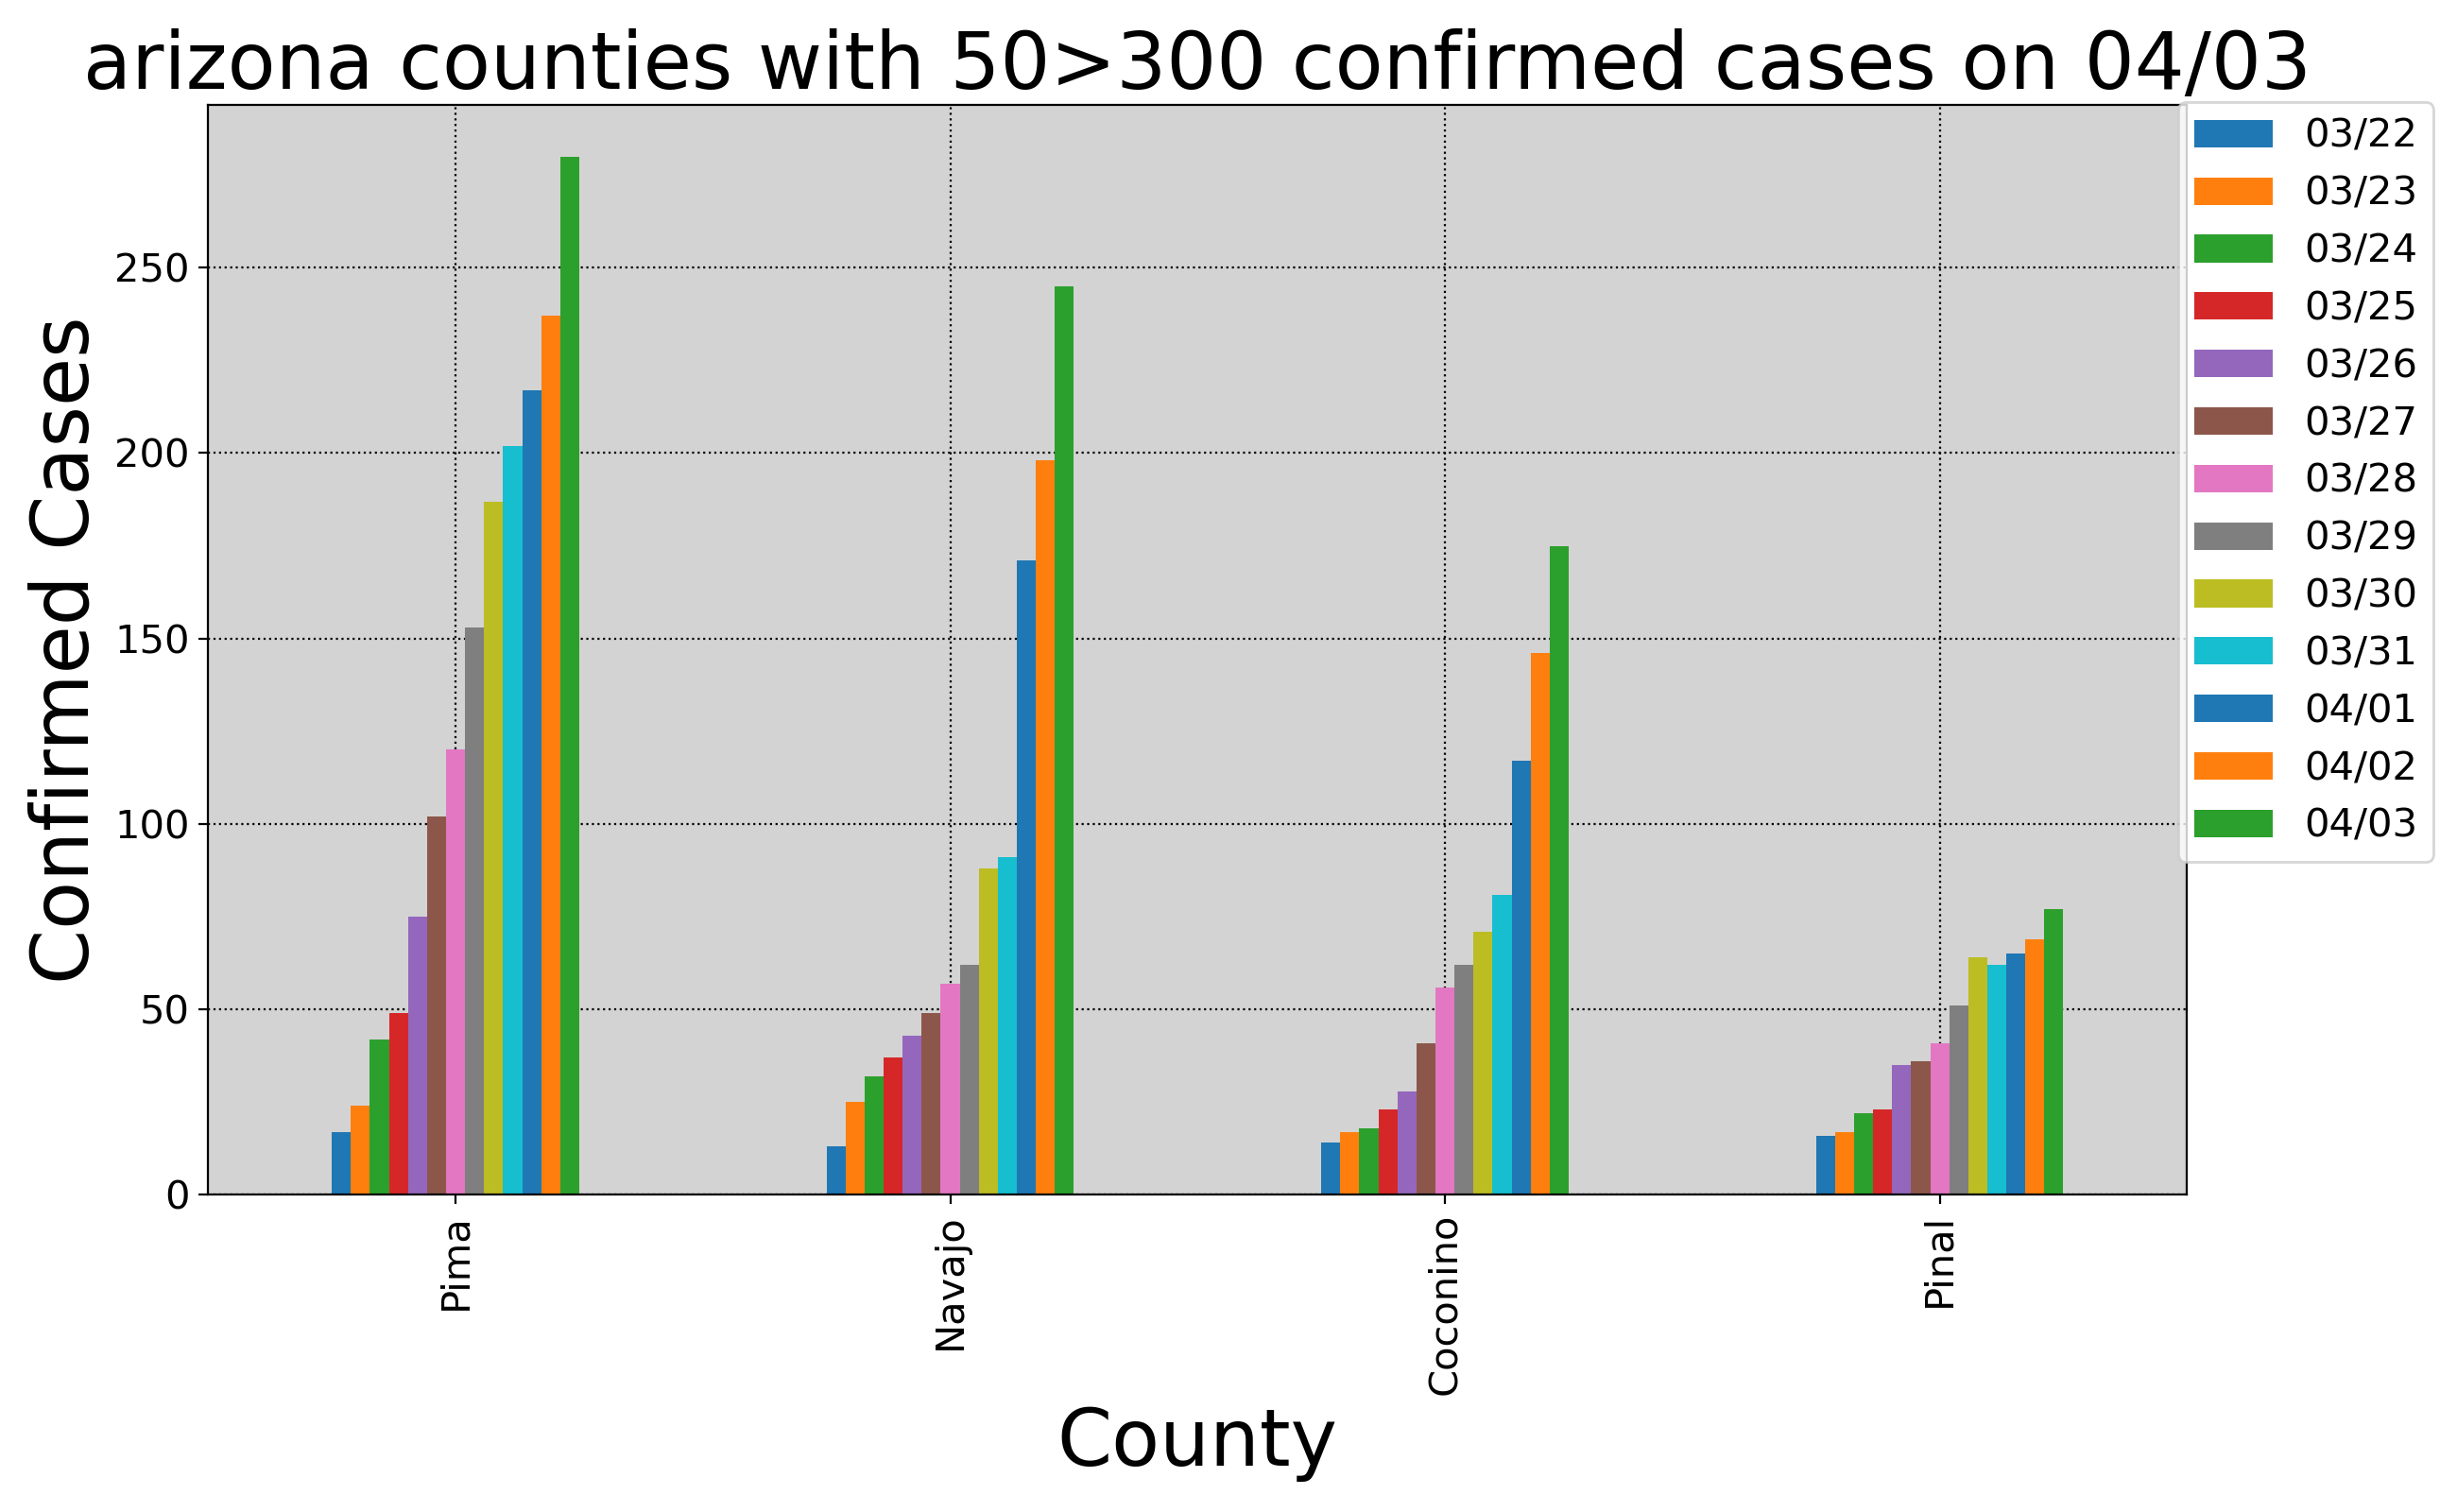 arizona counties with 50>300 confirmed cases on 04/03
Confirmed Cases
250
200
150
100
50
0
03/22
03/23
03/24
03/25
03/26
03/27
03/28
03/29
03/30
03/31
04/01
04/02
04/03
Pima
Navajo
Coconino
Pinal
County